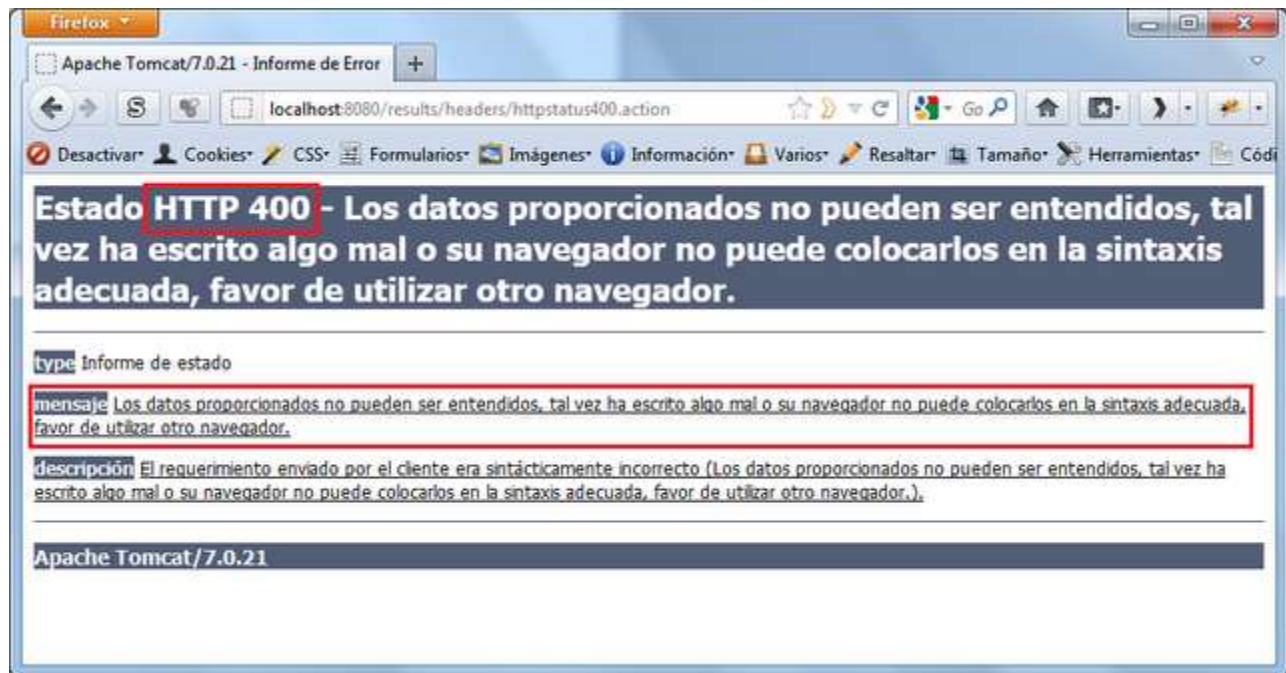 Firefox
Apache Tomcat/7.0.21 - Informe de Error
localhost:8080/results/headers/httpstatus400.action
Go
Desactivar Cookies CSS Formularios Imágenes Información Varios Resaltar Tamaño Herramientas Códi
Estado HTTP 400 - Los datos proporcionados no pueden ser entendidos, tal
vez ha escrito algo mal o su navegador no puede colocarlos en la sintaxis
adecuada, favor de utilizar otro navegador.
type Informe de estado
mensaje Los datos proporcionados no pueden ser entendidos, tal vez ha escrito algo mal o su navegador no puede colocarlos en la sintaxis adecuada,
favor de utilizar otro navegador.
descripción El requerimiento enviado por el cliente era sintácticamente incorrecto (Los datos proporcionados no pueden ser entendidos, tal vez ha
escrito algo mal o su navegador no puede colocarlos en la sintaxis adecuada, favor de utilizar otro navegador.).
Apache Tomcat/7.0.21